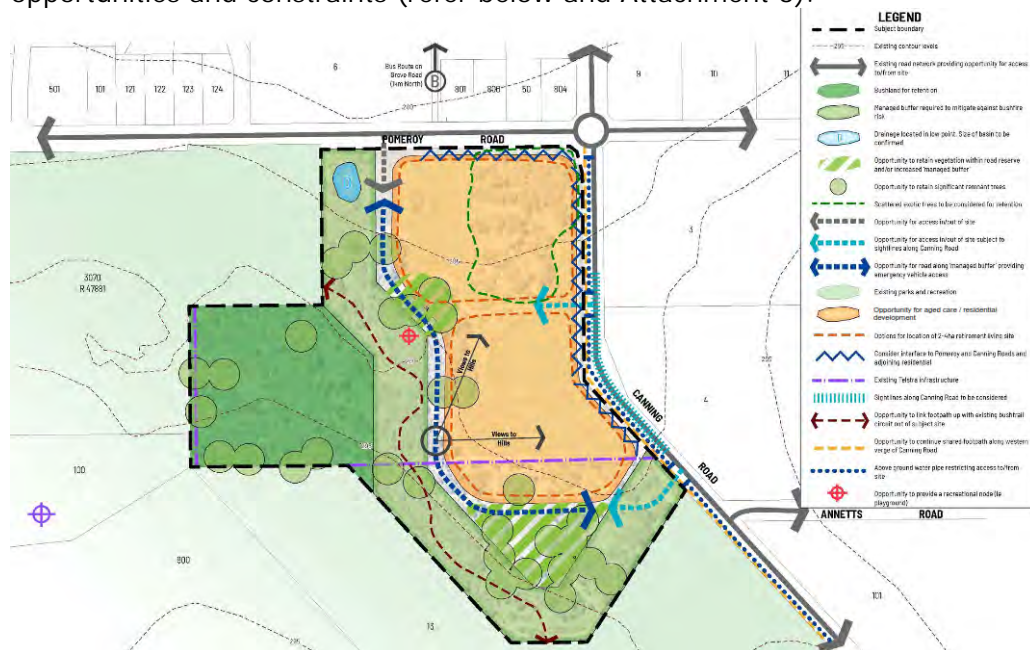 opportunities and constraints (refer below and Attachment 3):
LEGEND
Subject boundary
295
Existing contour levels
Existing road network providing opportunity for access
to/from site
Bushland for retention
Managed buffer required to mitigate against bushfire
risk
D
Drainage located in low point. Size of basin to be
confirmed
Opportunity to retain vegetation within road reserve
and/or increased 'managed buffer'
Opportunity to retain significant remnant trees
Scattered exotic trees to be considered for retention
Opportunity for access in/out of site
Opportunity for access in/out of site subject to
sightlines along Canning Road
Opportunity for road along 'managed buffer' providing
emergency vehicle access
Existing parks and recreation
Opportunity for aged care / residential
development
Options for location of 2-4ha retirement living site
Consider interface to Pomeroy and Canning Roads and
adjoining residential
Existing Telstra infrastructure
Sightlines along Canning Road to be considered
Opportunity to link footpath up with existing bushtrail
circuit out of subject site
Opportunity to continue shared footpath along western
verge of Canning Road
Above ground water pipe restricting access to/from
site
Opportunity to provide a recreational node (ie
playground)
Bus Route on
Grove Road
(1km North)
B
6
9
10
11
501
101
121
122
123
124
801
806
50
804
POMEROY ROAD
3
3070
R 47881
Views to
Hills
Views to
Hills
295
4
CANNING
ROAD
100
ANNETTS ROAD
800
13
295
101